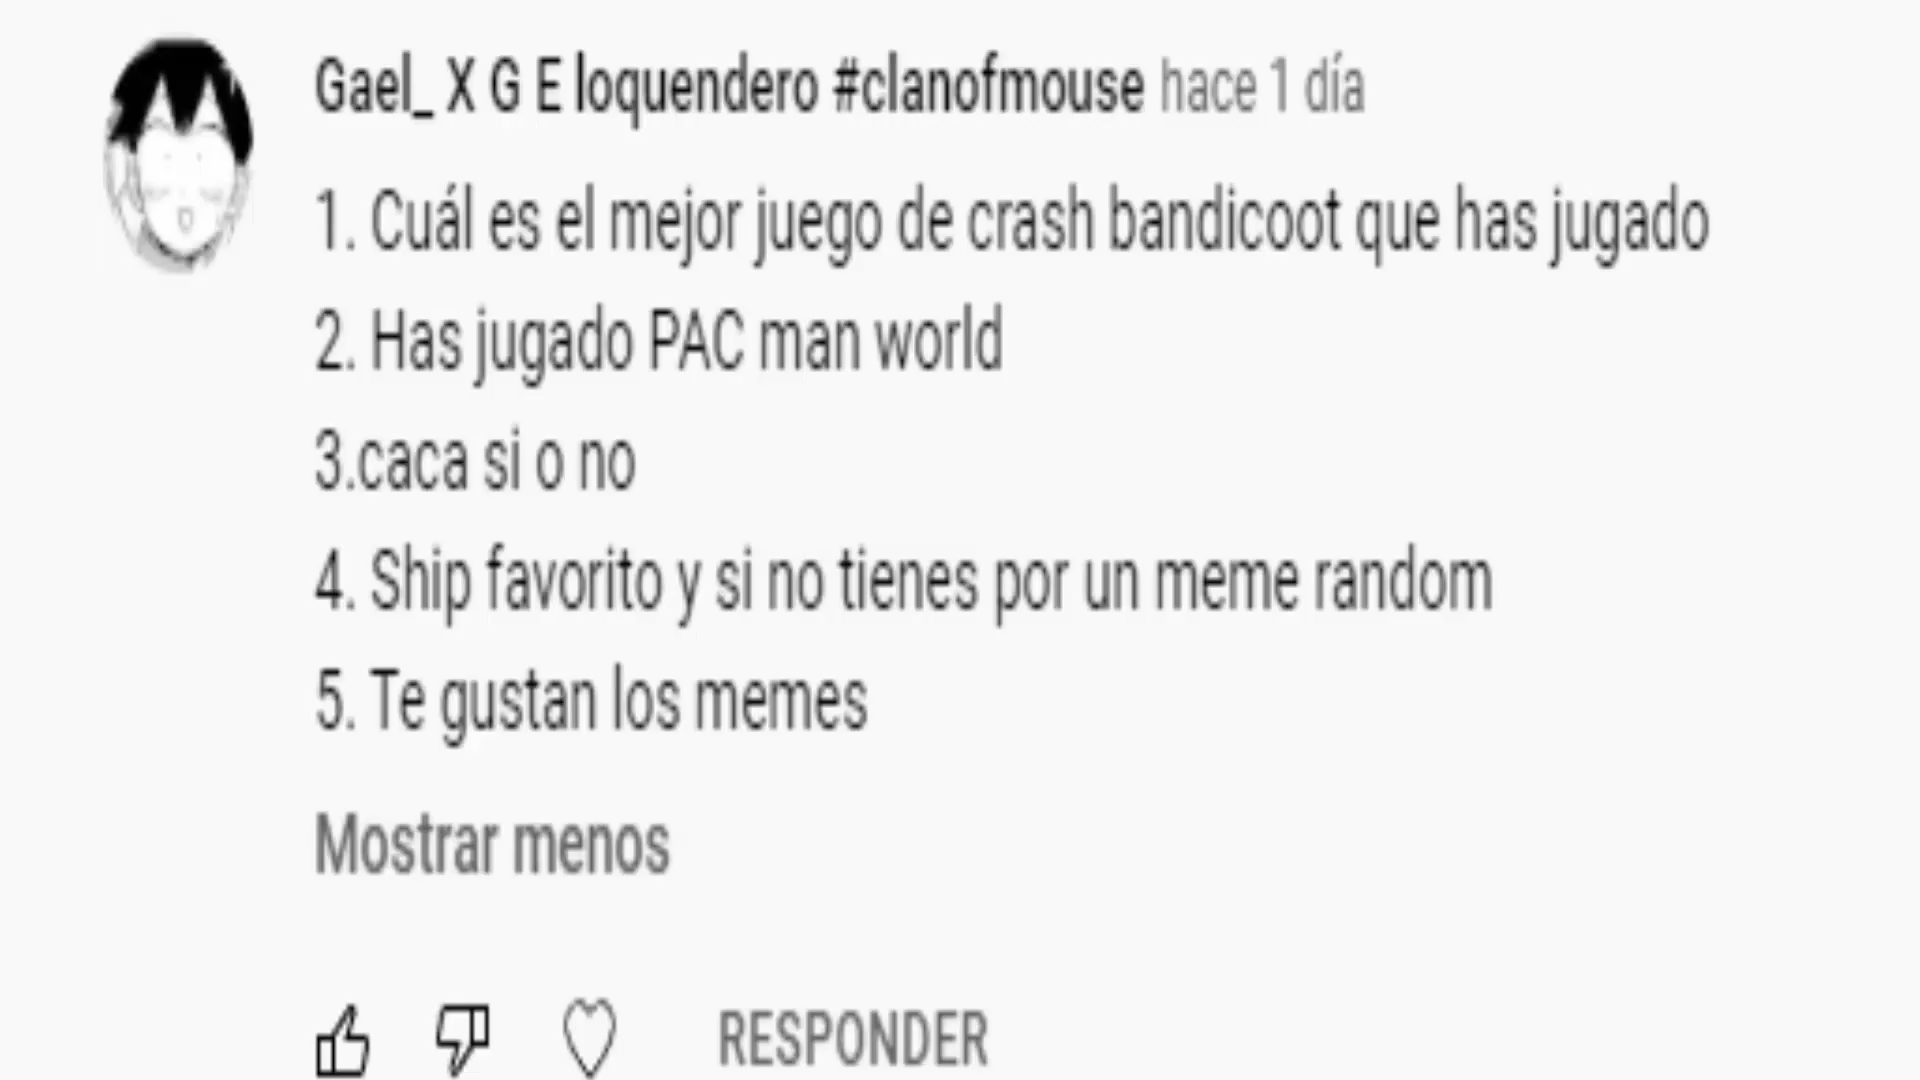 Gael_ X G E loquendero #clanofmouse hace 1 día
1. Cuál es el mejor juego de crash bandicoot que has jugado
2. Has jugado PAC man world
3.caca si o no
4. Ship favorito y si no tienes por un meme random
5. Te gustan los memes
Mostrar menos
RESPONDER